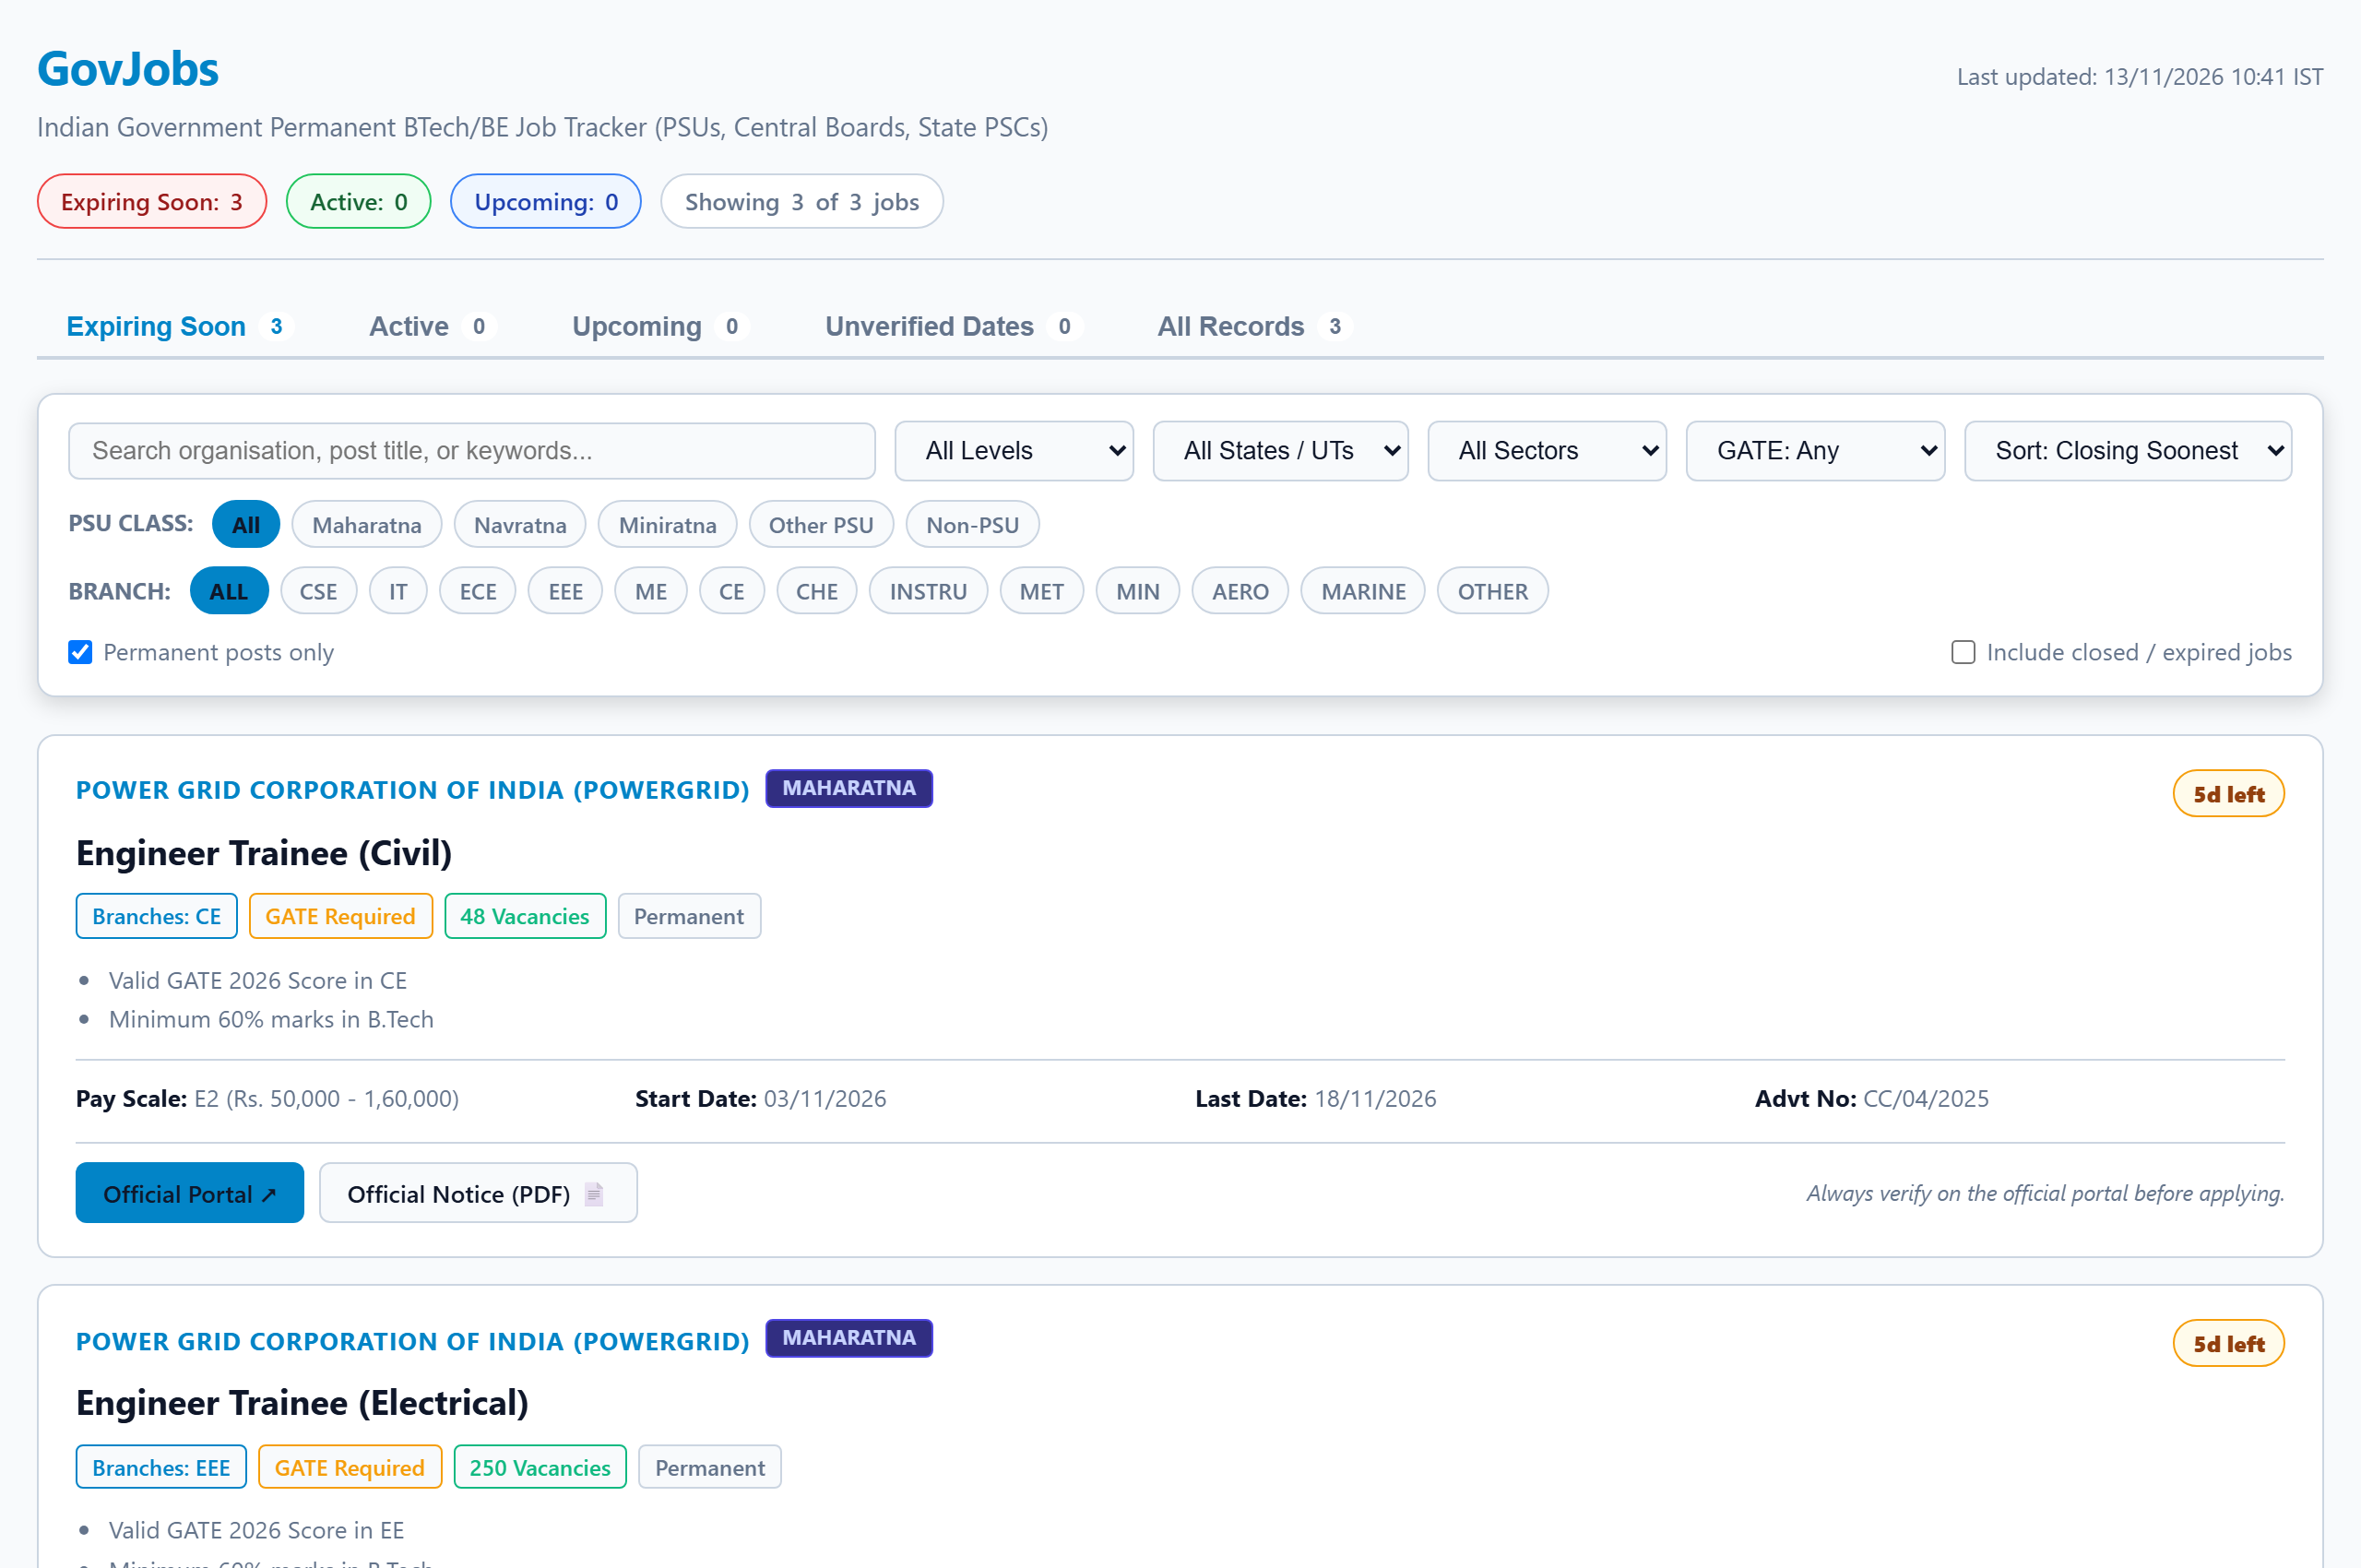 GovJobs
Last updated: 13/11/2026 10:41 IST
Indian Government Permanent BTech/BE Job Tracker (PSUs, Central Boards, State PSCs)
Expiring Soon: 3 Active: 0 Upcoming: 0 Showing 3 of 3 jobs
Expiring Soon 3 Active 0 Upcoming 0 Unverified Dates 0 All Records 3
Search organisation, post title, or keywords... All Levels All States / UTs All Sectors GATE: Any Sort: Closing Soonest
PSU CLASS: All Maharatna Navratna Miniratna Other PSU Non-PSU
BRANCH: ALL CSE IT ECE EEE ME CE CHE INSTRU MET MIN AERO MARINE OTHER
Permanent posts only Include closed / expired jobs
POWER GRID CORPORATION OF INDIA (POWERGRID) MAHARATNA 5d left
Engineer Trainee (Civil)
Branches: CE GATE Required 48 Vacancies Permanent
Valid GATE 2026 Score in CE
Minimum 60% marks in B.Tech
Pay Scale: E2 (Rs. 50,000 - 1,60,000) Start Date: 03/11/2026 Last Date: 18/11/2026 Advt No: CC/04/2025
Official Portal ↗ Official Notice (PDF) Always verify on the official portal before applying.
POWER GRID CORPORATION OF INDIA (POWERGRID) MAHARATNA 5d left
Engineer Trainee (Electrical)
Branches: EEE GATE Required 250 Vacancies Permanent
Valid GATE 2026 Score in EE
Minimum 60% marks in B.Tech